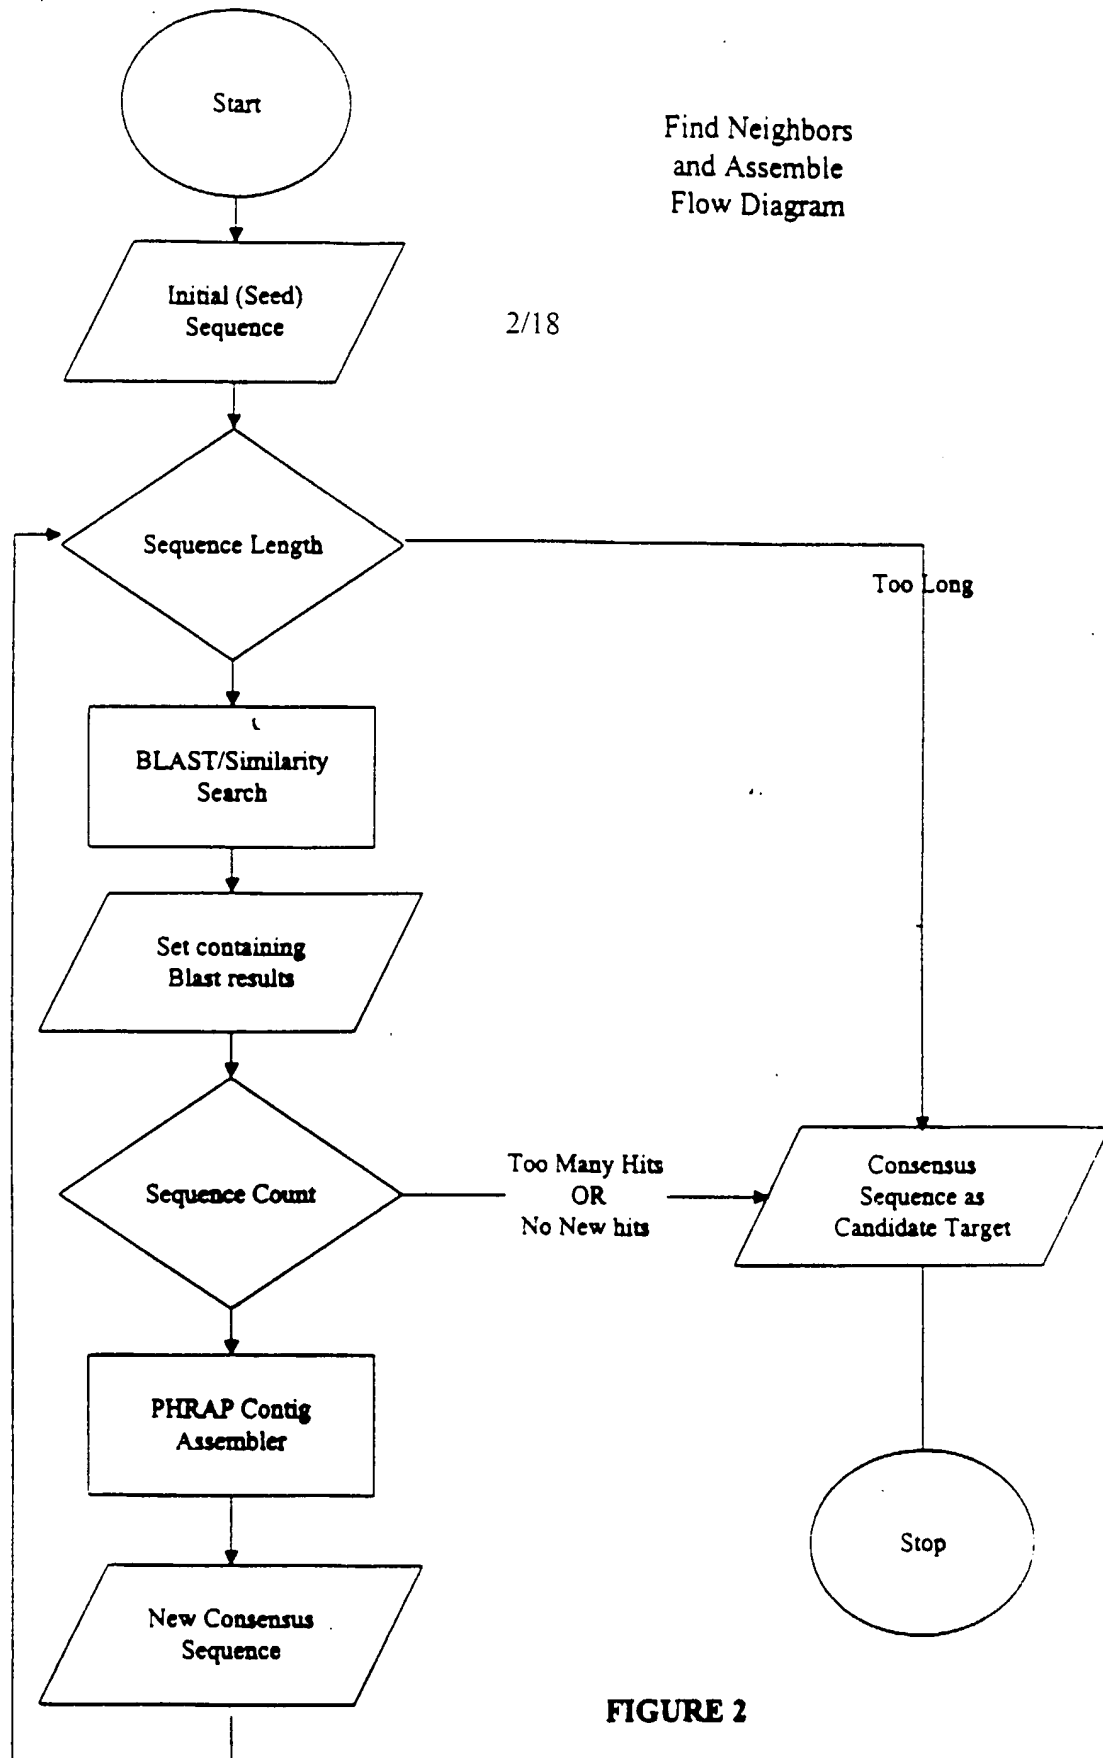 Start
Find Neighbors
and Assemble
Flow Diagram
Initial (Seed)
Sequence
2/18
Sequence Length
Too Long
BLAST/Similarity
Search
Set containing
Blast results
Sequence Count
Too Many Hits
OR
No New hits
Consensus
Sequence as
Candidate Target
PHRAP Contig
Assembler
Stop
New Consensus
Sequence
FIGURE 2